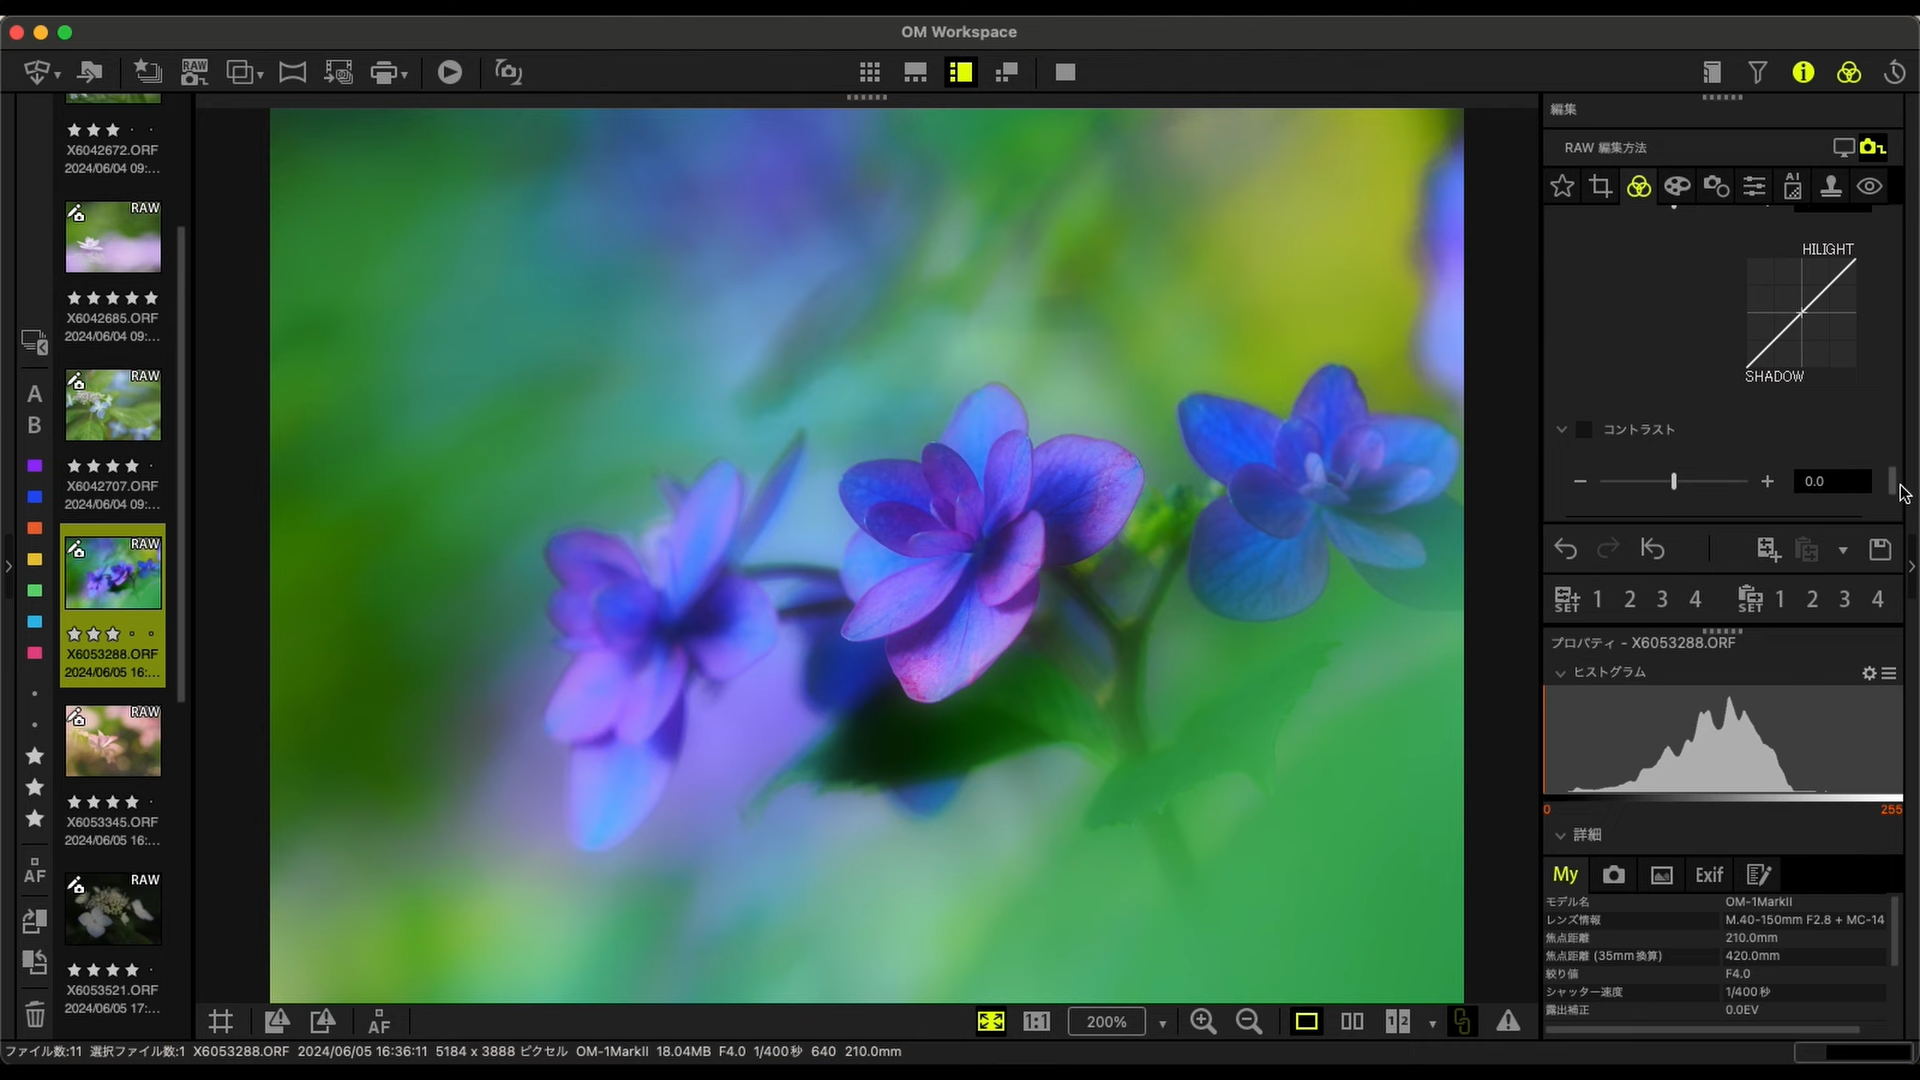 OM Workspace
RAW
X6042672.ORF
2024/06/04 09:...
RAW
X6042685.ORF
2024/06/04 09:...
RAW
X6042707.ORF
2024/06/04 09:...
RAW
X6053288.ORF
2024/06/05 16:...
RAW
X6053345.ORF
2024/06/05 16:...
RAW
X6053521.ORF
2024/06/05 17:...
A
B
AF
編集
RAW 編集方法
AI
HILIGHT
SHADOW
コントラスト
0.0
SET 1 2 3 4 SET 1 2 3 4
プロパティ - X6053288.ORF
ヒストグラム
0 255
詳細
My Exif
モデル名 OM-1MarkII
レンズ情報 M.40-150mm F2.8 + MC-14
焦点距離 210.0mm
焦点距離 (35mm換算) 420.0mm
絞り値 F4.0
シャッター速度 1/400秒
露出補正 0.0EV
AF 1:1 200% 1 2
ファイル数:11 選択ファイル数:1 X6053288.ORF 2024/06/05 16:36:11 5184 x 3888 ピクセル OM-1MarkII 18.04MB F4.0 1/400秒 640 210.0mm